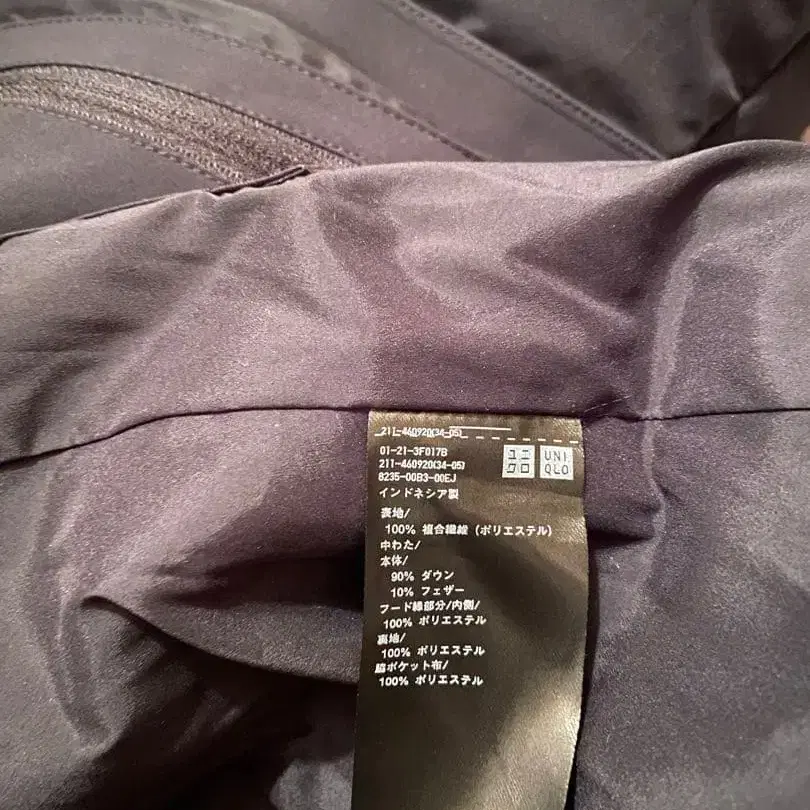 211-460920(34-05)
01-21-3F017B
211-460920(34-05)
8235-00B3-00EJ
インドネシア製
ユニクロ
UNIQLO
表地/
100% 複合繊維 (ポリエステル)
中わた/
本体/
90% ダウン
10% フェザー
フード縁部分/内側/
100% ポリエステル
裏地/
100% ポリエステル
脇ポケット布/
100% ポリエステル